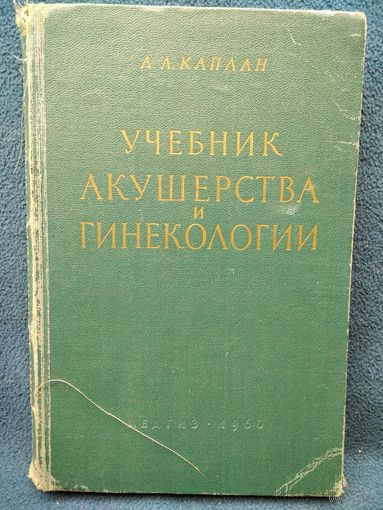 А. Л. КАПЛАН
УЧЕБНИК
АКУШЕРСТВА
И
ГИНЕКОЛОГИИ
МЕДГИЗ · 1960